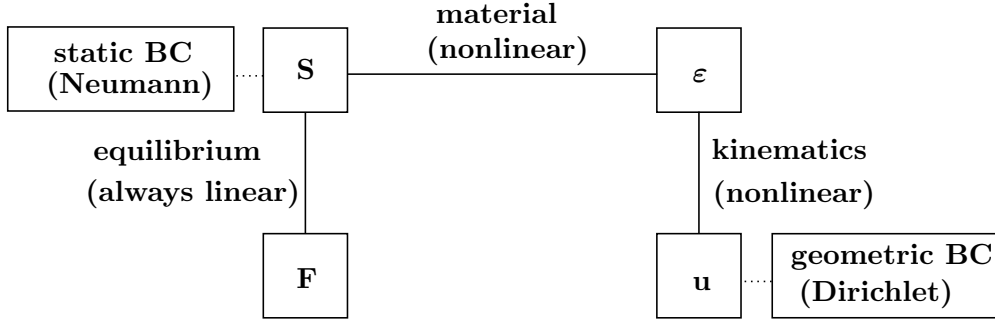 material
(nonlinear)
static BC
(Neumann)
S
ε
equilibrium
(always linear)
kinematics
(nonlinear)
F
u
geometric BC
(Dirichlet)